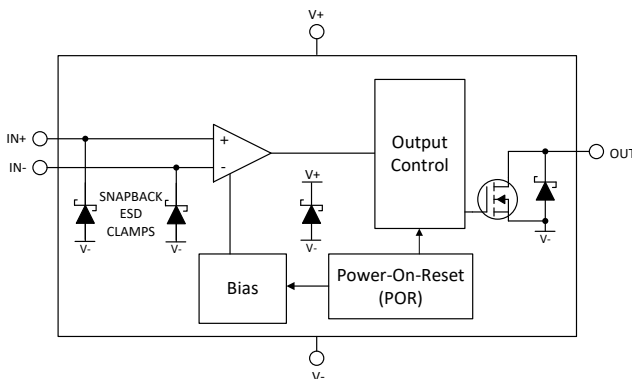 V+
IN+
IN-
+
-
Output
Control
OUT
V+
SNAPBACK
ESD
CLAMPS
V-
V-
V-
V-
Bias
Power-On-Reset
(POR)
V-